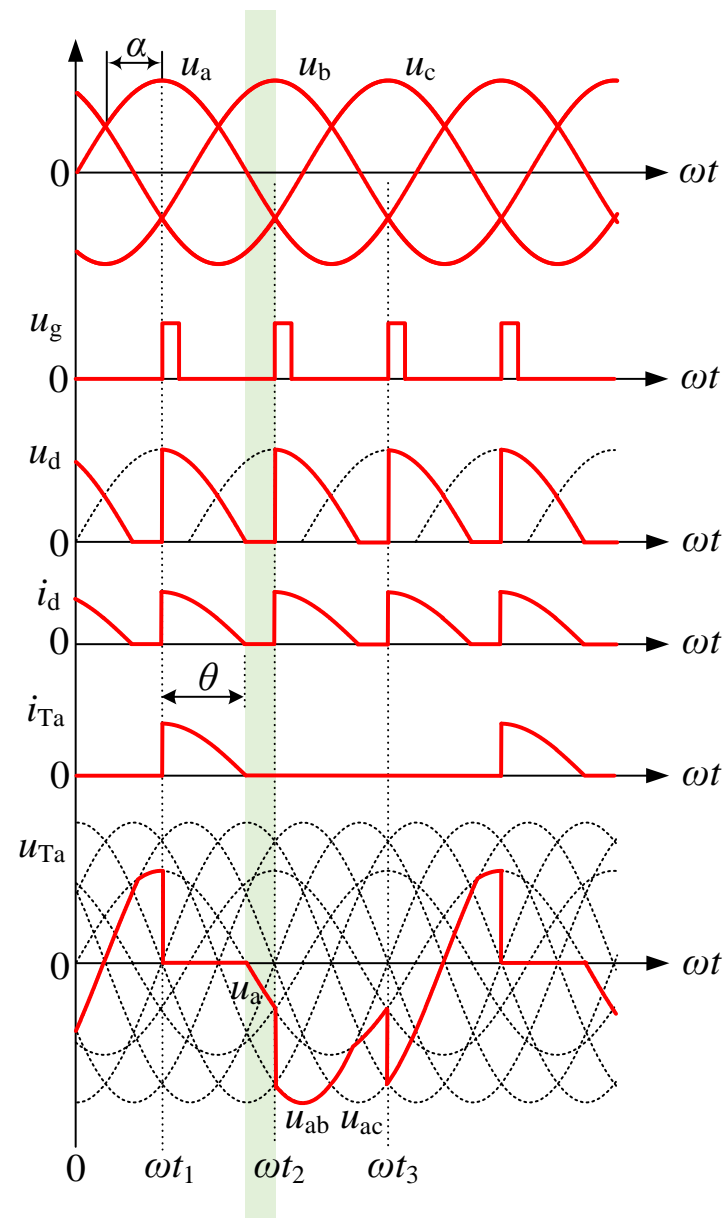 α
u_a u_b u_c
0 ωt
u_g
0 ωt
u_d
0 ωt
i_d
0 ωt
θ
i_Ta
0 ωt
u_Ta
0 ωt
u_a
u_ab u_ac
0 ωt_1 ωt_2 ωt_3